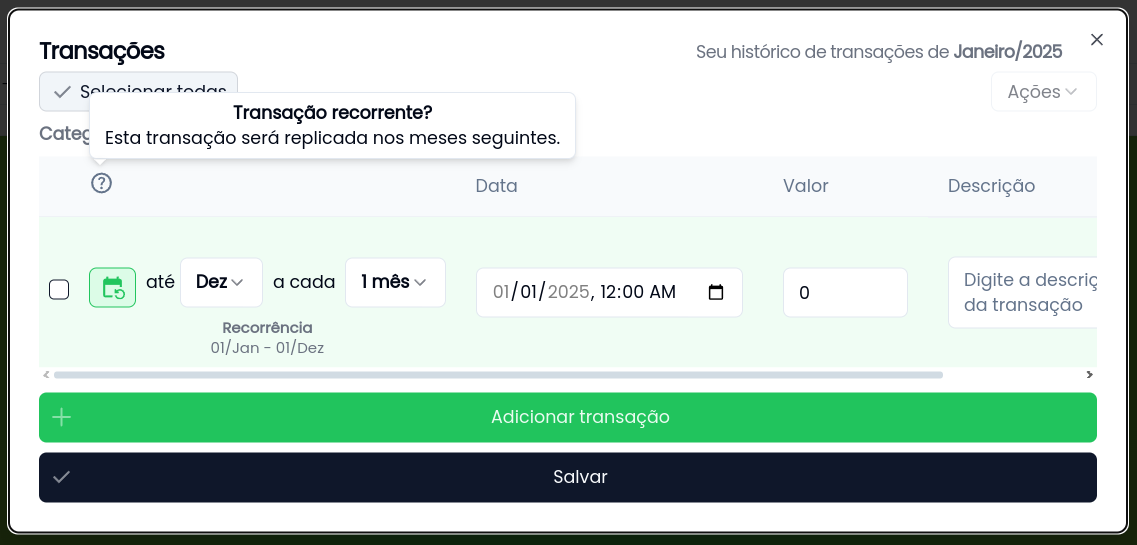 Transações
Seu histórico de transações de Janeiro/2025
Selecionar todas
Ações
Transação recorrente?
Esta transação será replicada nos meses seguintes.
Data
Valor
Descrição
até
Dez
a cada
1 mês
01/01/2025, 12:00 AM
0
Digite a descriç
da transação
Recorrência
01/Jan - 01/Dez
Adicionar transação
Salvar